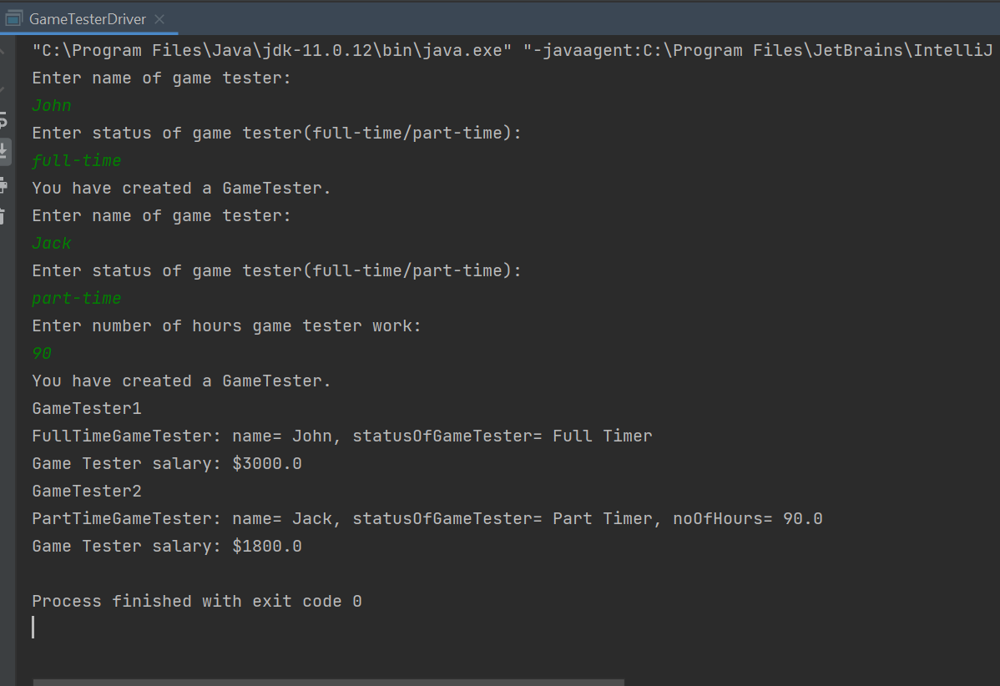 GameTesterDriver
"C:\Program Files\Java\jdk-11.0.12\bin\java.exe" "-javaagent:C:\Program Files\JetBrains\IntelliJ
Enter name of game tester:
John
Enter status of game tester(full-time/part-time):
full-time
You have created a GameTester.
Enter name of game tester:
Jack
Enter status of game tester(full-time/part-time):
part-time
Enter number of hours game tester work:
90
You have created a GameTester.
GameTester1
FullTimeGameTester: name= John, statusOfGameTester= Full Timer
Game Tester salary: $3000.0
GameTester2
PartTimeGameTester: name= Jack, statusOfGameTester= Part Timer, noOfHours= 90.0
Game Tester salary: $1800.0
Process finished with exit code 0